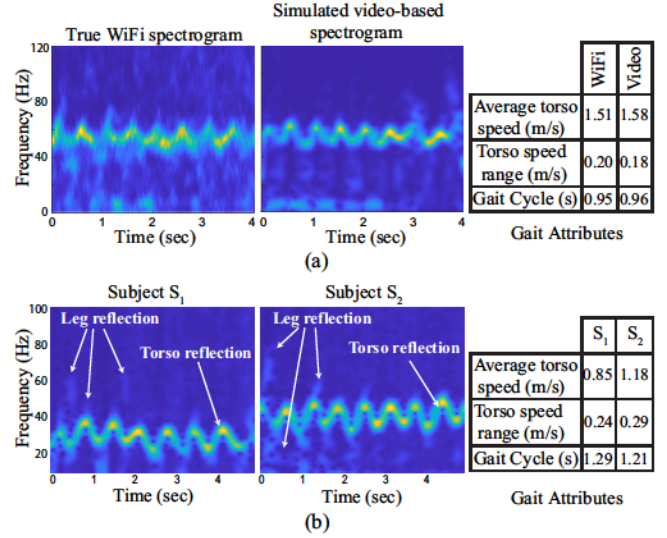 True WiFi spectrogram
Simulated video-based
spectrogram
120
80
40
0
Frequency (Hz)
0 1 2 3 4
Time (sec)
0 1 2 3 4
Time (sec)
WiFi Video
Average torso
speed (m/s) 1.51 1.58
Torso speed
range (m/s) 0.20 0.18
Gait Cycle (s) 0.95 0.96
Gait Attributes
(a)
Subject S1
Subject S2
100
80
60
40
20
Frequency (Hz)
Leg reflection
Torso reflection
Leg reflection
Torso reflection
0 1 2 3 4
Time (sec)
0 1 2 3 4
Time (sec)
S1 S2
Average torso
speed (m/s) 0.85 1.18
Torso speed
range (m/s) 0.24 0.29
Gait Cycle (s) 1.29 1.21
Gait Attributes
(b)